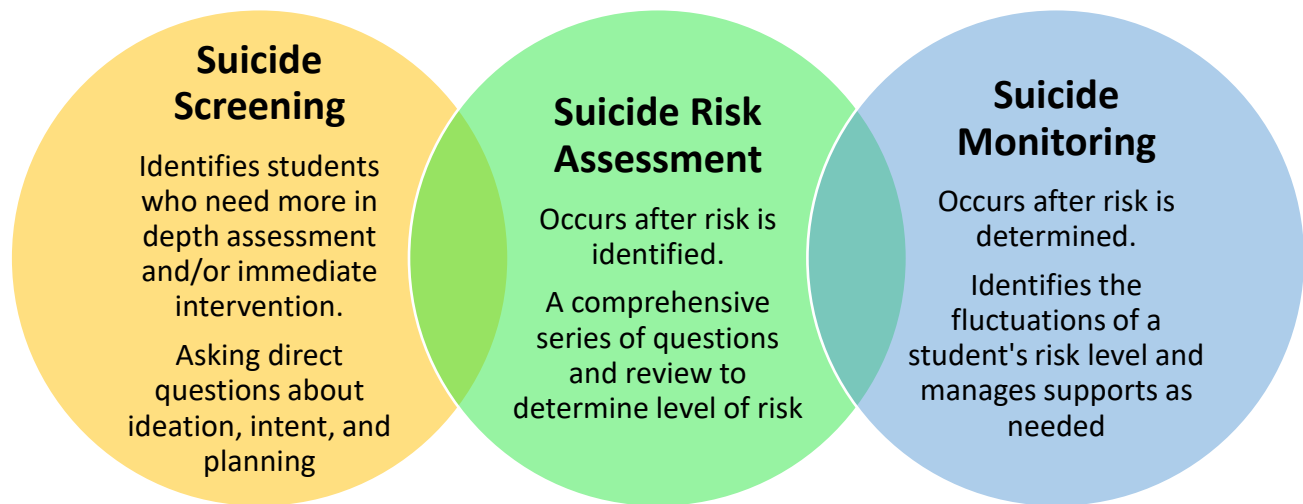 Suicide
Screening
Identifies students
who need more in
depth assessment
and/or immediate
intervention.
Asking direct
questions about
ideation, intent, and
planning
Suicide Risk
Assessment
Occurs after risk is
identified.
A comprehensive
series of questions
and review to
determine level of risk
Suicide
Monitoring
Occurs after risk is
determined.
Identifies the
fluctuations of a
student's risk level and
manages supports as
needed